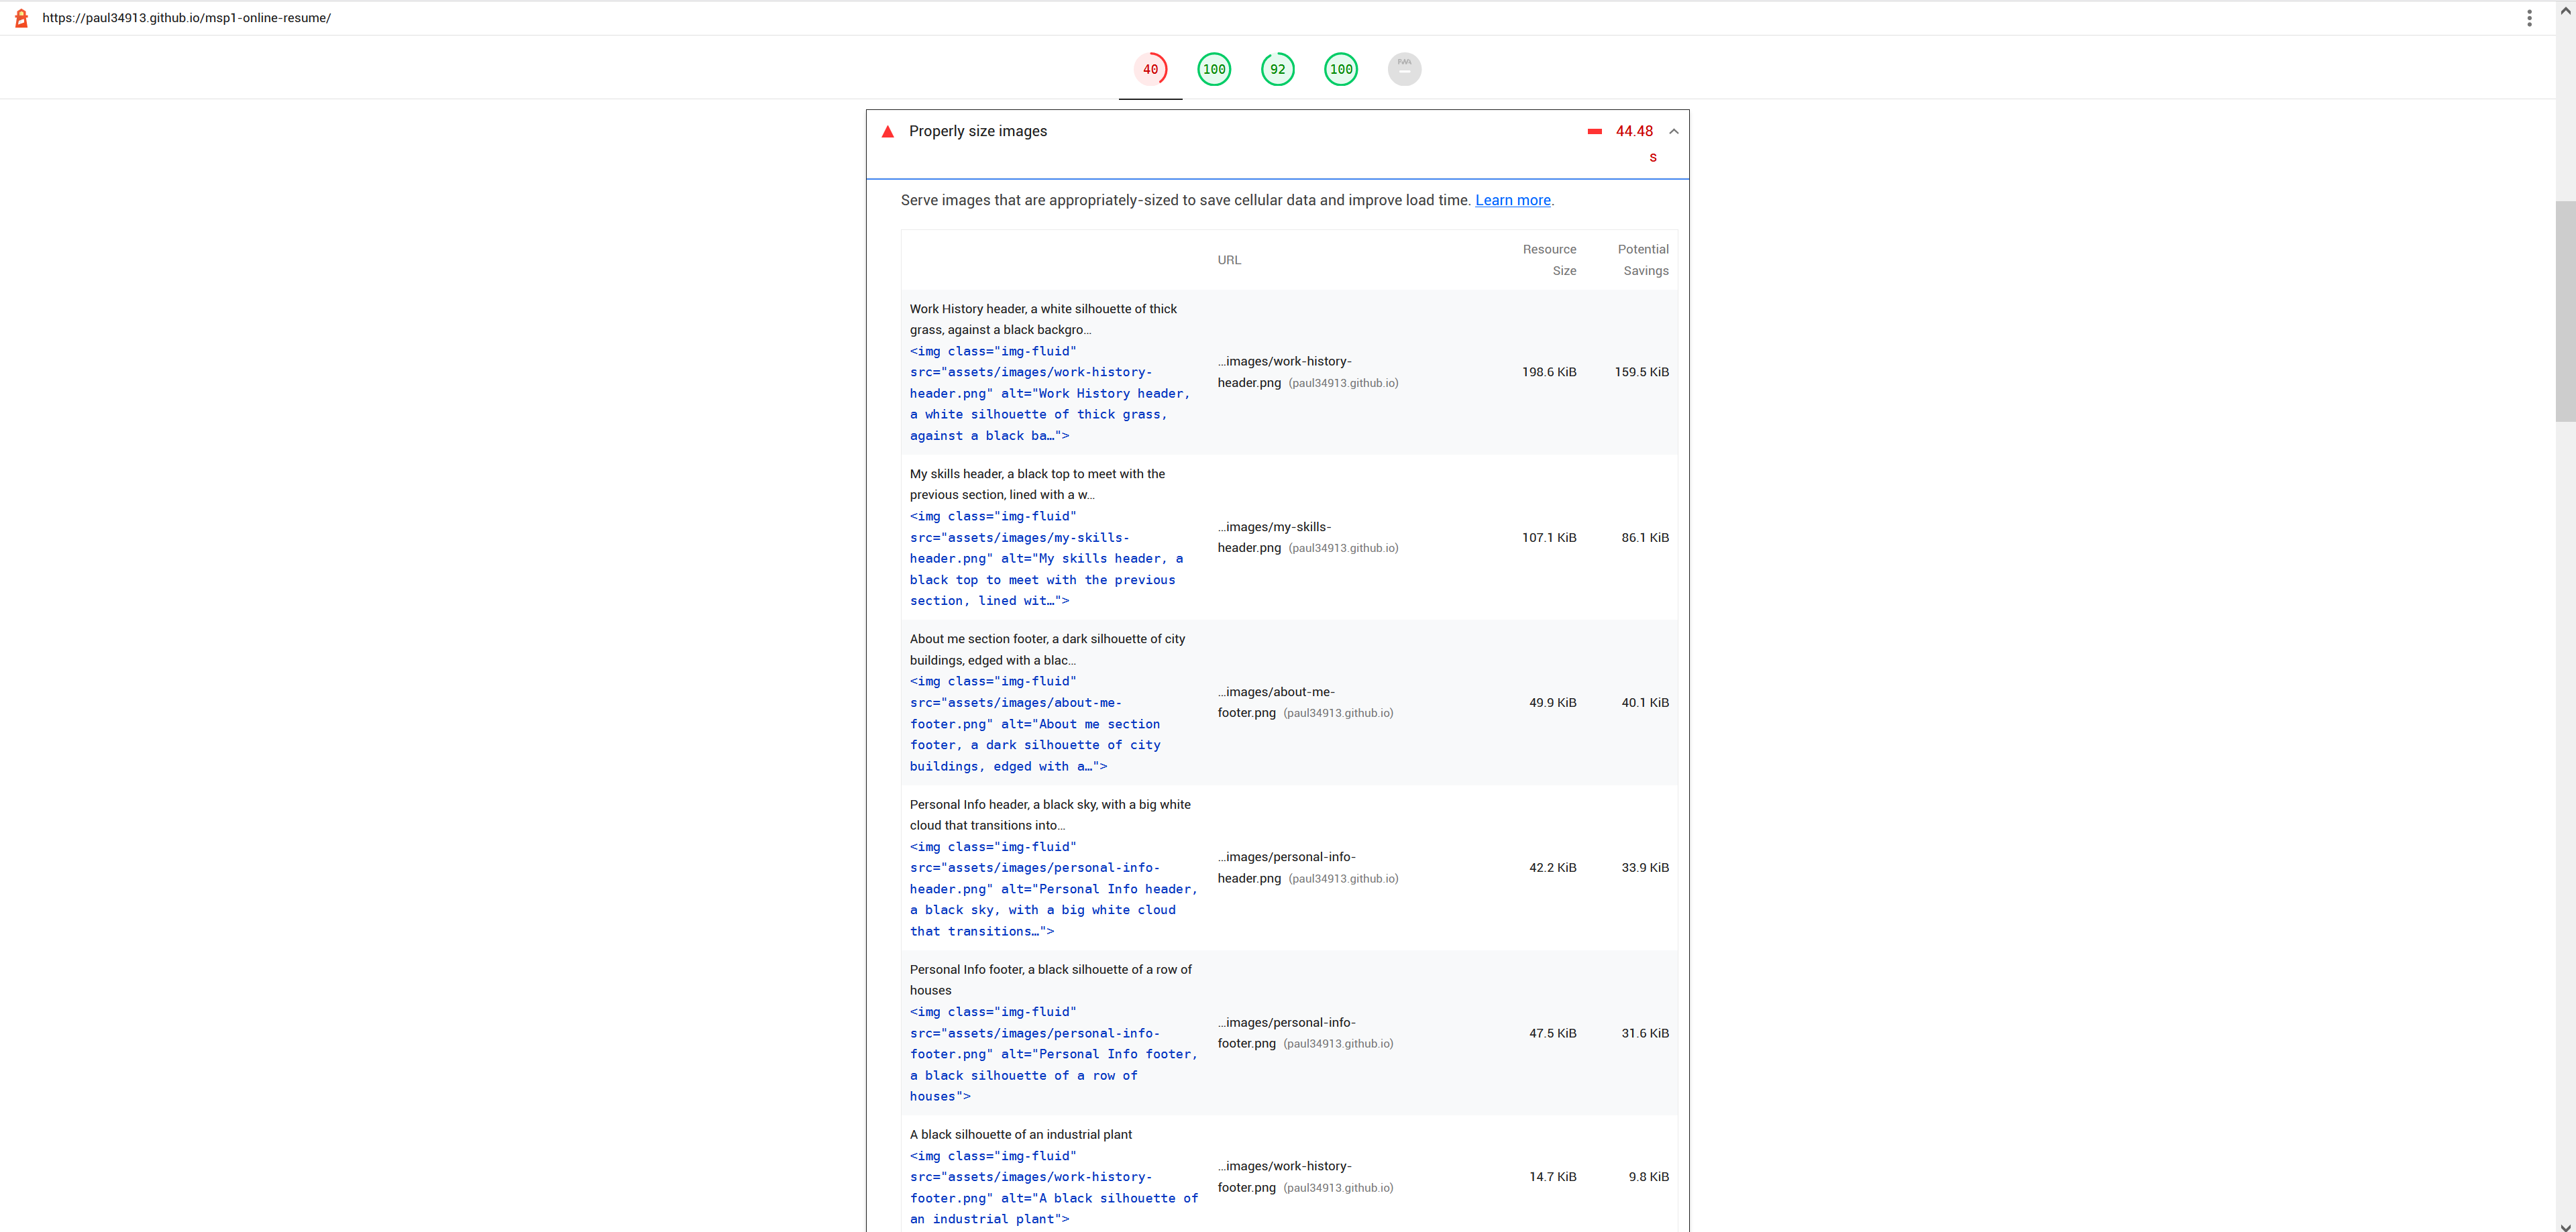 https://paul34913.github.io/msp1-online-resume/
40 100 92 100 PWA
Properly size images
44.48
s
Serve images that are appropriately-sized to save cellular data and improve load time. Learn more.
URL
Resource
Size
Potential
Savings
Work History header, a white silhouette of thick
grass, against a black backgro…
<img class="img-fluid"
src="assets/images/work-history-
header.png" alt="Work History header,
a white silhouette of thick grass,
against a black ba…">
…images/work-history-
header.png (paul34913.github.io)
198.6 KiB
159.5 KiB
My skills header, a black top to meet with the
previous section, lined with a w…
<img class="img-fluid"
src="assets/images/my-skills-
header.png" alt="My skills header, a
black top to meet with the previous
section, lined wit…">
…images/my-skills-
header.png (paul34913.github.io)
107.1 KiB
86.1 KiB
About me section footer, a dark silhouette of city
buildings, edged with a blac…
<img class="img-fluid"
src="assets/images/about-me-
footer.png" alt="About me section
footer, a dark silhouette of city
buildings, edged with a…">
…images/about-me-
footer.png (paul34913.github.io)
49.9 KiB
40.1 KiB
Personal Info header, a black sky, with a big white
cloud that transitions into…
<img class="img-fluid"
src="assets/images/personal-info-
header.png" alt="Personal Info header,
a black sky, with a big white cloud
that transitions…">
…images/personal-info-
header.png (paul34913.github.io)
42.2 KiB
33.9 KiB
Personal Info footer, a black silhouette of a row of
houses
<img class="img-fluid"
src="assets/images/personal-info-
footer.png" alt="Personal Info footer,
a black silhouette of a row of
houses">
…images/personal-info-
footer.png (paul34913.github.io)
47.5 KiB
31.6 KiB
A black silhouette of an industrial plant
<img class="img-fluid"
src="assets/images/work-history-
footer.png" alt="A black silhouette of
an industrial plant">
…images/work-history-
footer.png (paul34913.github.io)
14.7 KiB
9.8 KiB